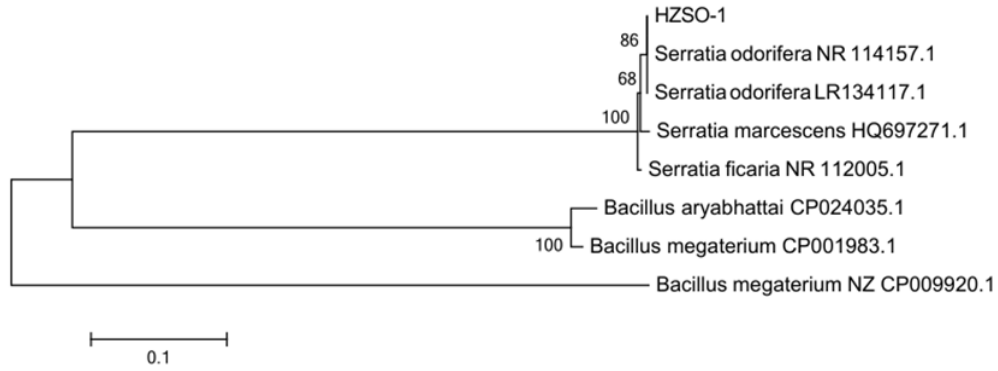 HZSO-1
86
Serratia odorifera NR 114157.1
68
Serratia odorifera LR134117.1
100
Serratia marcescens HQ697271.1
Serratia ficaria NR 112005.1
Bacillus aryabhattai CP024035.1
100
Bacillus megaterium CP001983.1
Bacillus megaterium NZ CP009920.1
0.1